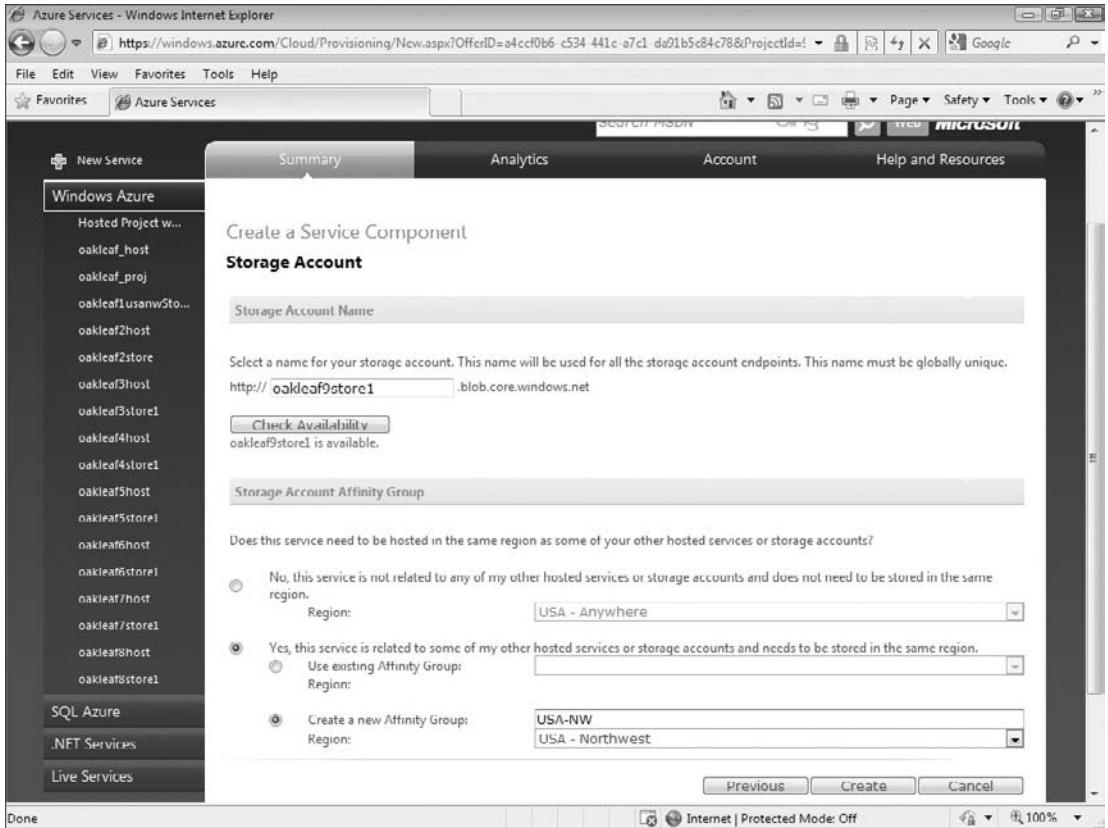 Azure Services - Windows Internet Explorer
https://windows.azure.com/Cloud/Provisioning/New.aspx?OfferID=a4ccf0b6-c534-441c-a7c1-da91b5c84c78&ProjectId=
Google
File Edit View Favorites Tools Help
Favorites
Azure Services
Page Safety Tools
Search MSDN
Web
Microsoft
New Service
Summary
Analytics
Account
Help and Resources
Windows Azure
Hosted Project w...
oakleaf_host
oakleaf_proj
oakleaf1usanwSto...
oakleaf2host
oakleaf2store
oakleaf3host
oakleaf3store1
oakleaf4host
oakleaf4store1
oakleaf5host
oakleaf5store1
oakleaf6host
oakleaf6store1
oakleaf7host
oakleaf7store1
oakleaf8host
oakleaf8store1
SQL Azure
.NET Services
Live Services
Create a Service Component
Storage Account
Storage Account Name
Select a name for your storage account. This name will be used for all the storage account endpoints. This name must be globally unique.
http:// oakleaf9store1 .blob.core.windows.net
Check Availability
oakleaf9store1 is available.
Storage Account Affinity Group
Does this service need to be hosted in the same region as some of your other hosted services or storage accounts?
No, this service is not related to any of my other hosted services or storage accounts and does not need to be stored in the same
region.
Region: USA - Anywhere
Yes, this service is related to some of my other hosted services or storage accounts and needs to be stored in the same region.
Use existing Affinity Group:
Region:
Create a new Affinity Group: USA-NW
Region: USA - Northwest
Previous
Create
Cancel
Done
Internet | Protected Mode: Off
100%